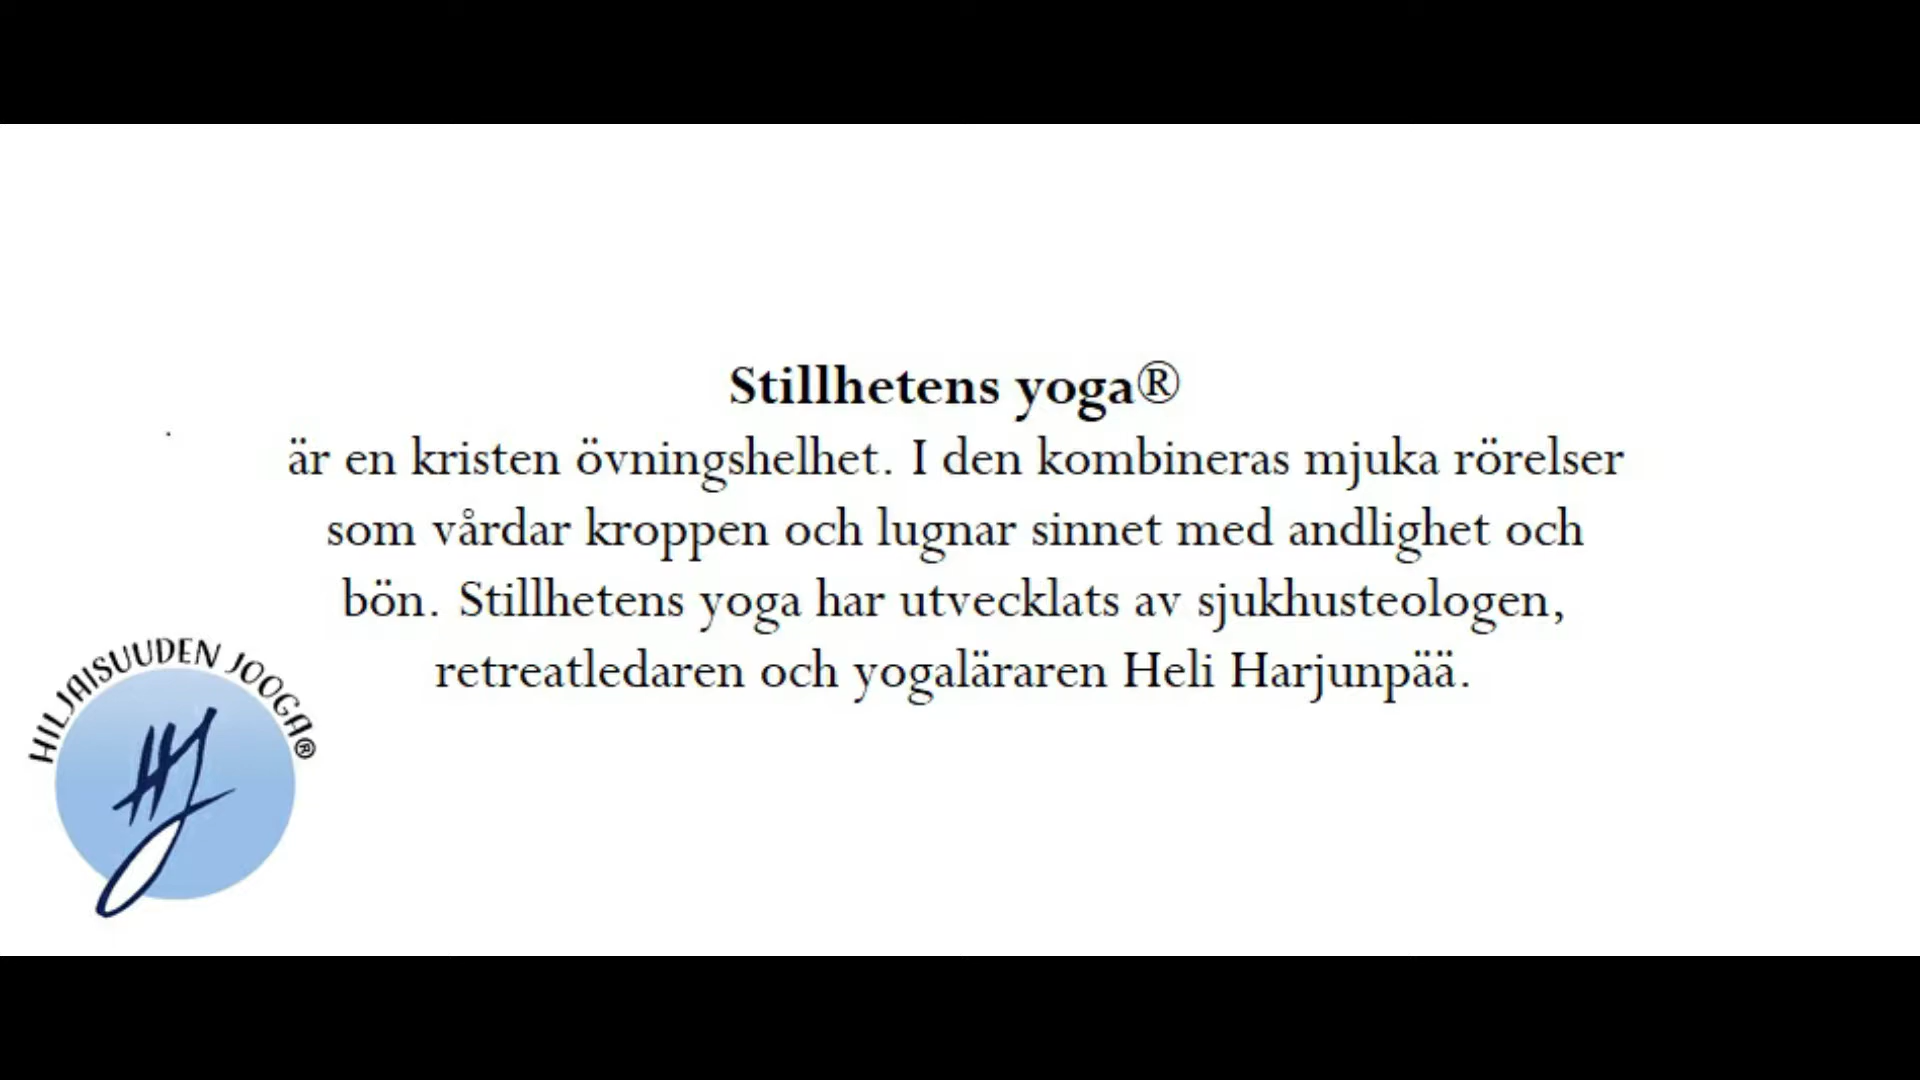 Stillhetens yoga®
är en kristen övningshelhet. I den kombineras mjuka rörelser
som vårdar kroppen och lugnar sinnet med andlighet och
bön. Stillhetens yoga har utvecklats av sjukhusteologen,
retreatledaren och yogaläraren Heli Harjunpää.
HILJAISUUDEN JOOGA®
HJ